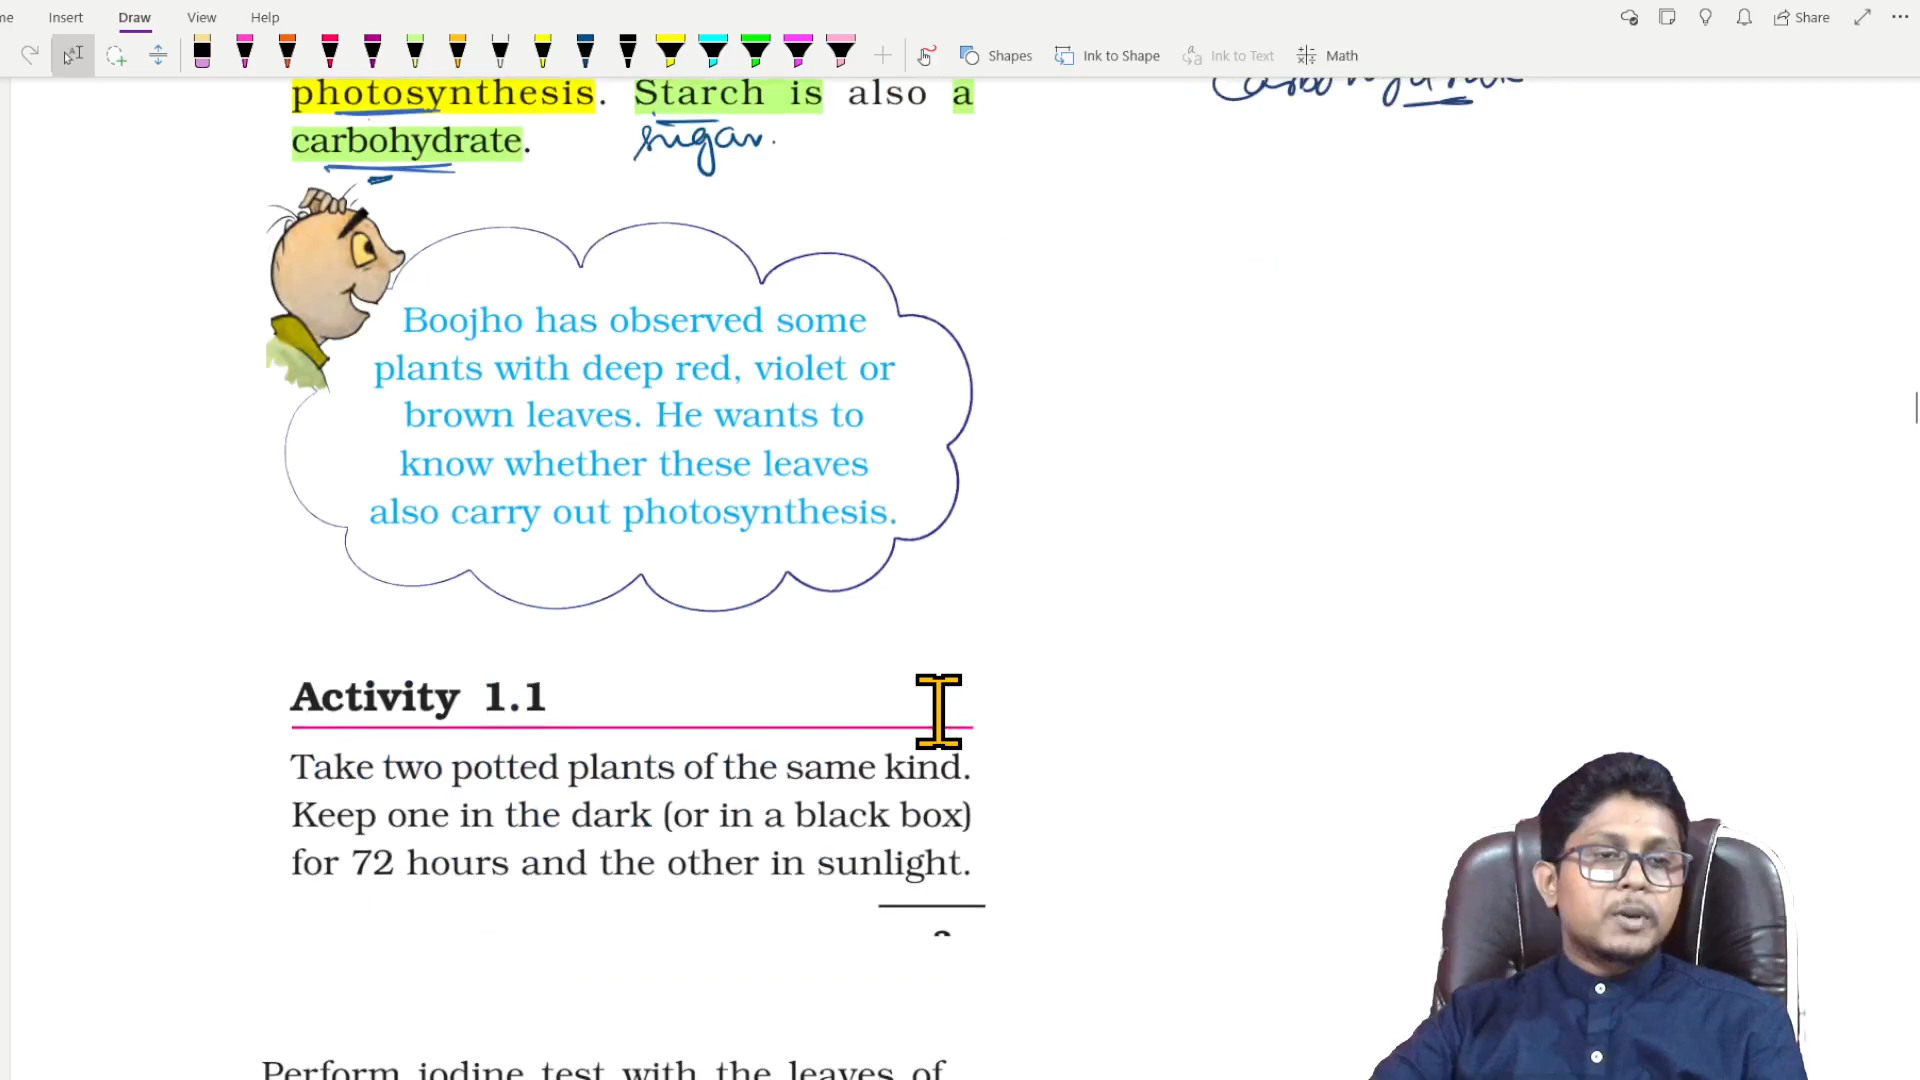 Insert Draw View Help
Share
Shapes Ink to Shape Ink to Text Math
photosynthesis. Starch is also a
carbohydrate. sugar.
Boojho has observed some
plants with deep red, violet or
brown leaves. He wants to
know whether these leaves
also carry out photosynthesis.
Activity 1.1
Take two potted plants of the same kind.
Keep one in the dark (or in a black box)
for 72 hours and the other in sunlight.
Perform iodine test with the leaves of